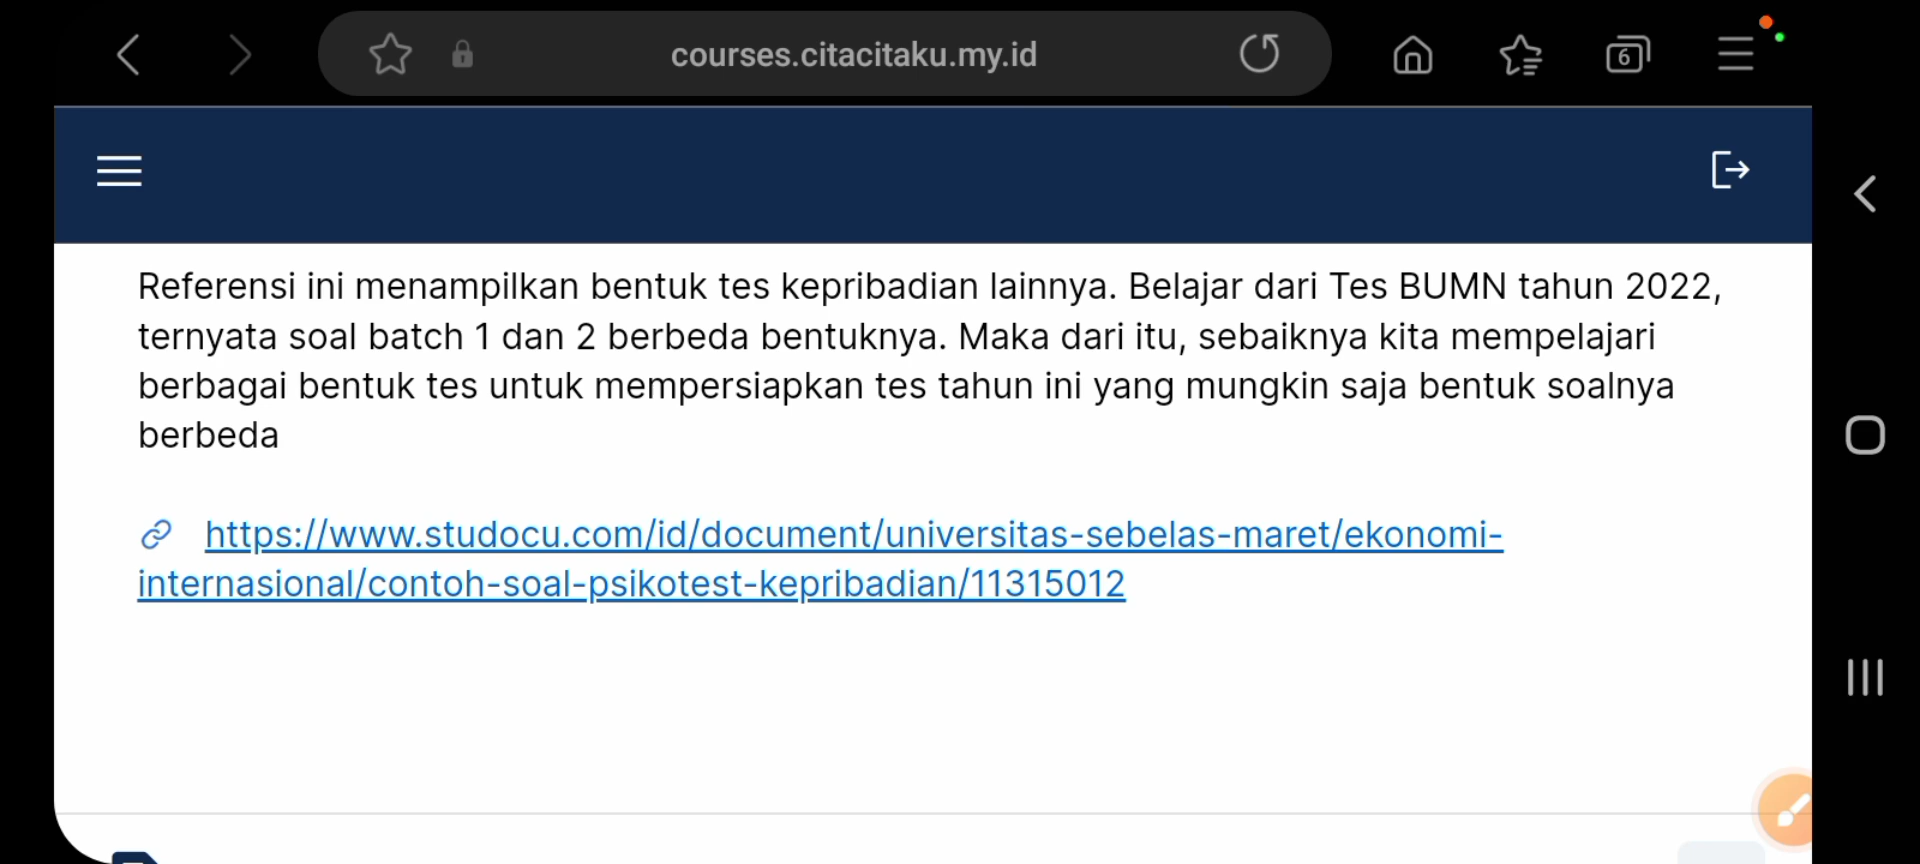 courses.citacitaku.my.id
6
Referensi ini menampilkan bentuk tes kepribadian lainnya. Belajar dari Tes BUMN tahun 2022,
ternyata soal batch 1 dan 2 berbeda bentuknya. Maka dari itu, sebaiknya kita mempelajari
berbagai bentuk tes untuk mempersiapkan tes tahun ini yang mungkin saja bentuk soalnya
berbeda
https://www.studocu.com/id/document/universitas-sebelas-maret/ekonomi-
internasional/contoh-soal-psikotest-kepribadian/11315012